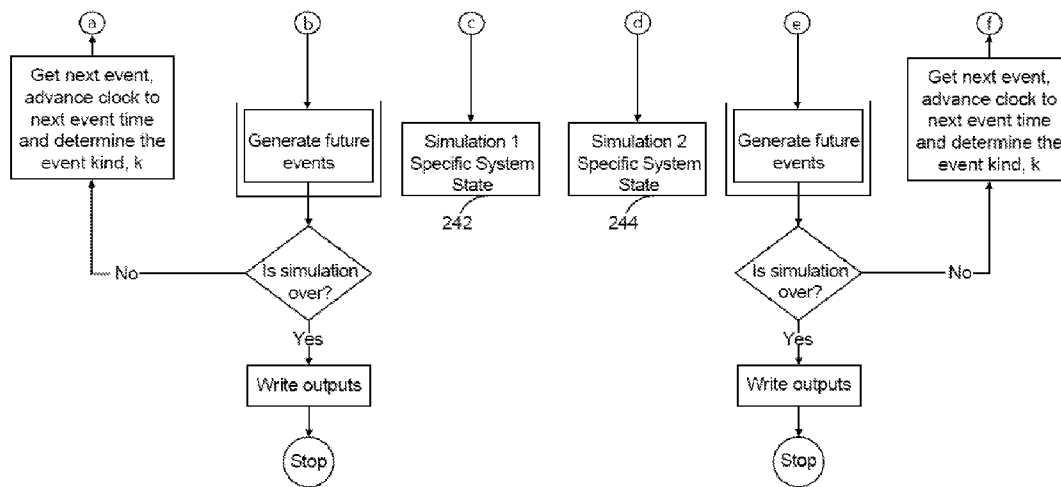 a
b
c
d
e
f
Get next event,
advance clock to
next event time
and determine the
event kind, k
Generate future
events
Simulation 1
Specific System
State
242
Simulation 2
Specific System
State
244
Generate future
events
Get next event,
advance clock to
next event time
and determine the
event kind, k
No
Is simulation
over?
Is simulation
over?
No
Yes
Yes
Write outputs
Write outputs
Stop
Stop